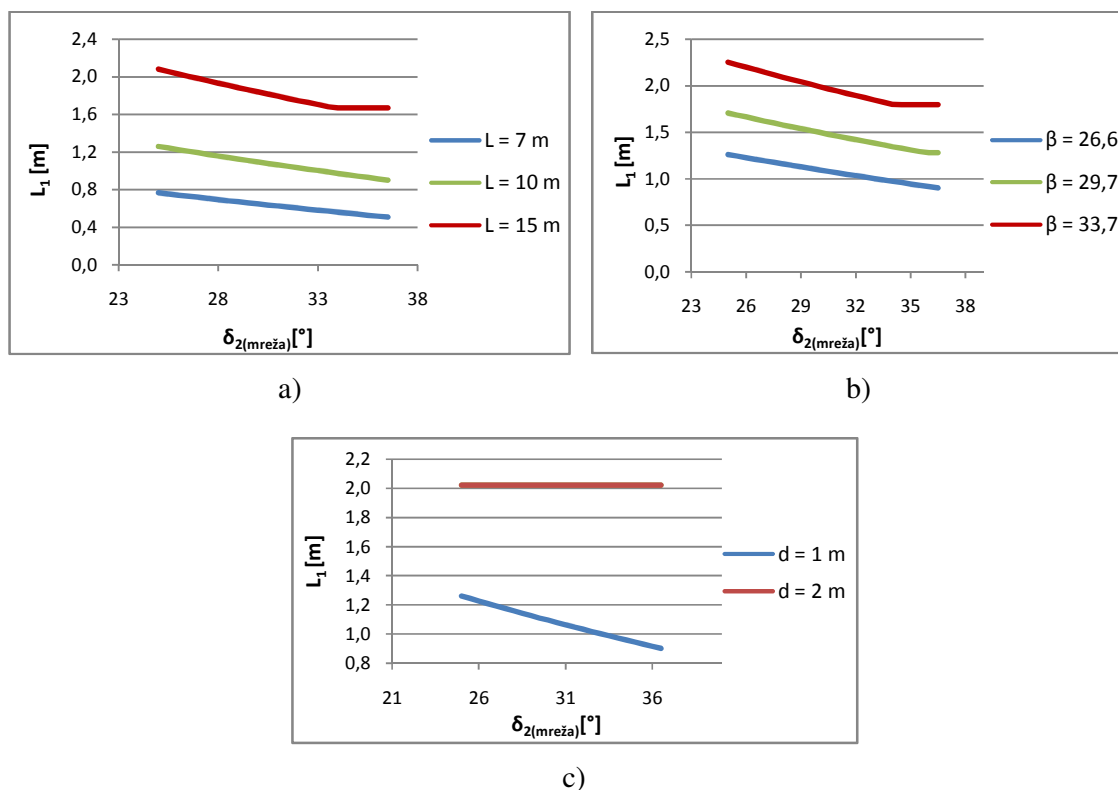 2,4
2,0
1,6
1,2
0,8
0,4
0,0
L₁ [m]
23 28 33 38
δ₂(mreža)[°]
L = 7 m
L = 10 m
L = 15 m
a)
2,5
2,0
1,5
1,0
0,5
0,0
L₁ [m]
23 26 29 32 35 38
δ₂(mreža)[°]
β = 26,6
β = 29,7
β = 33,7
b)
2,2
2,0
1,8
1,6
1,4
1,2
1,0
0,8
L₁ [m]
21 26 31 36
δ₂(mreža)[°]
d = 1 m
d = 2 m
c)